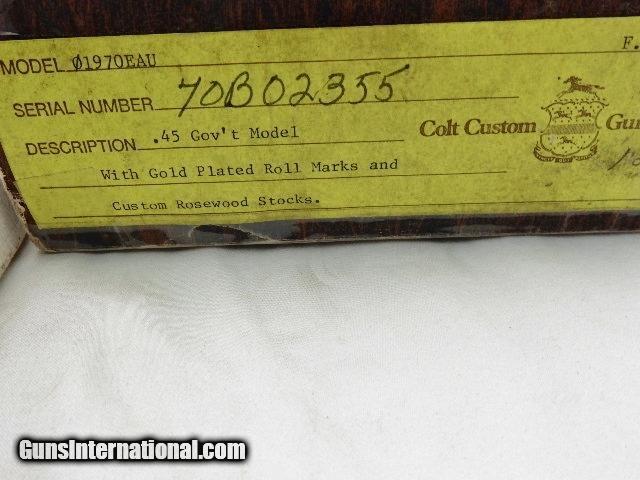 F.
MODEL Ø1970EAU
SERIAL NUMBER 70B02355
DESCRIPTION .45 Gov't Model
Colt Custom Gun
With Gold Plated Roll Marks and
Custom Rosewood Stocks.
GunsInternational.com